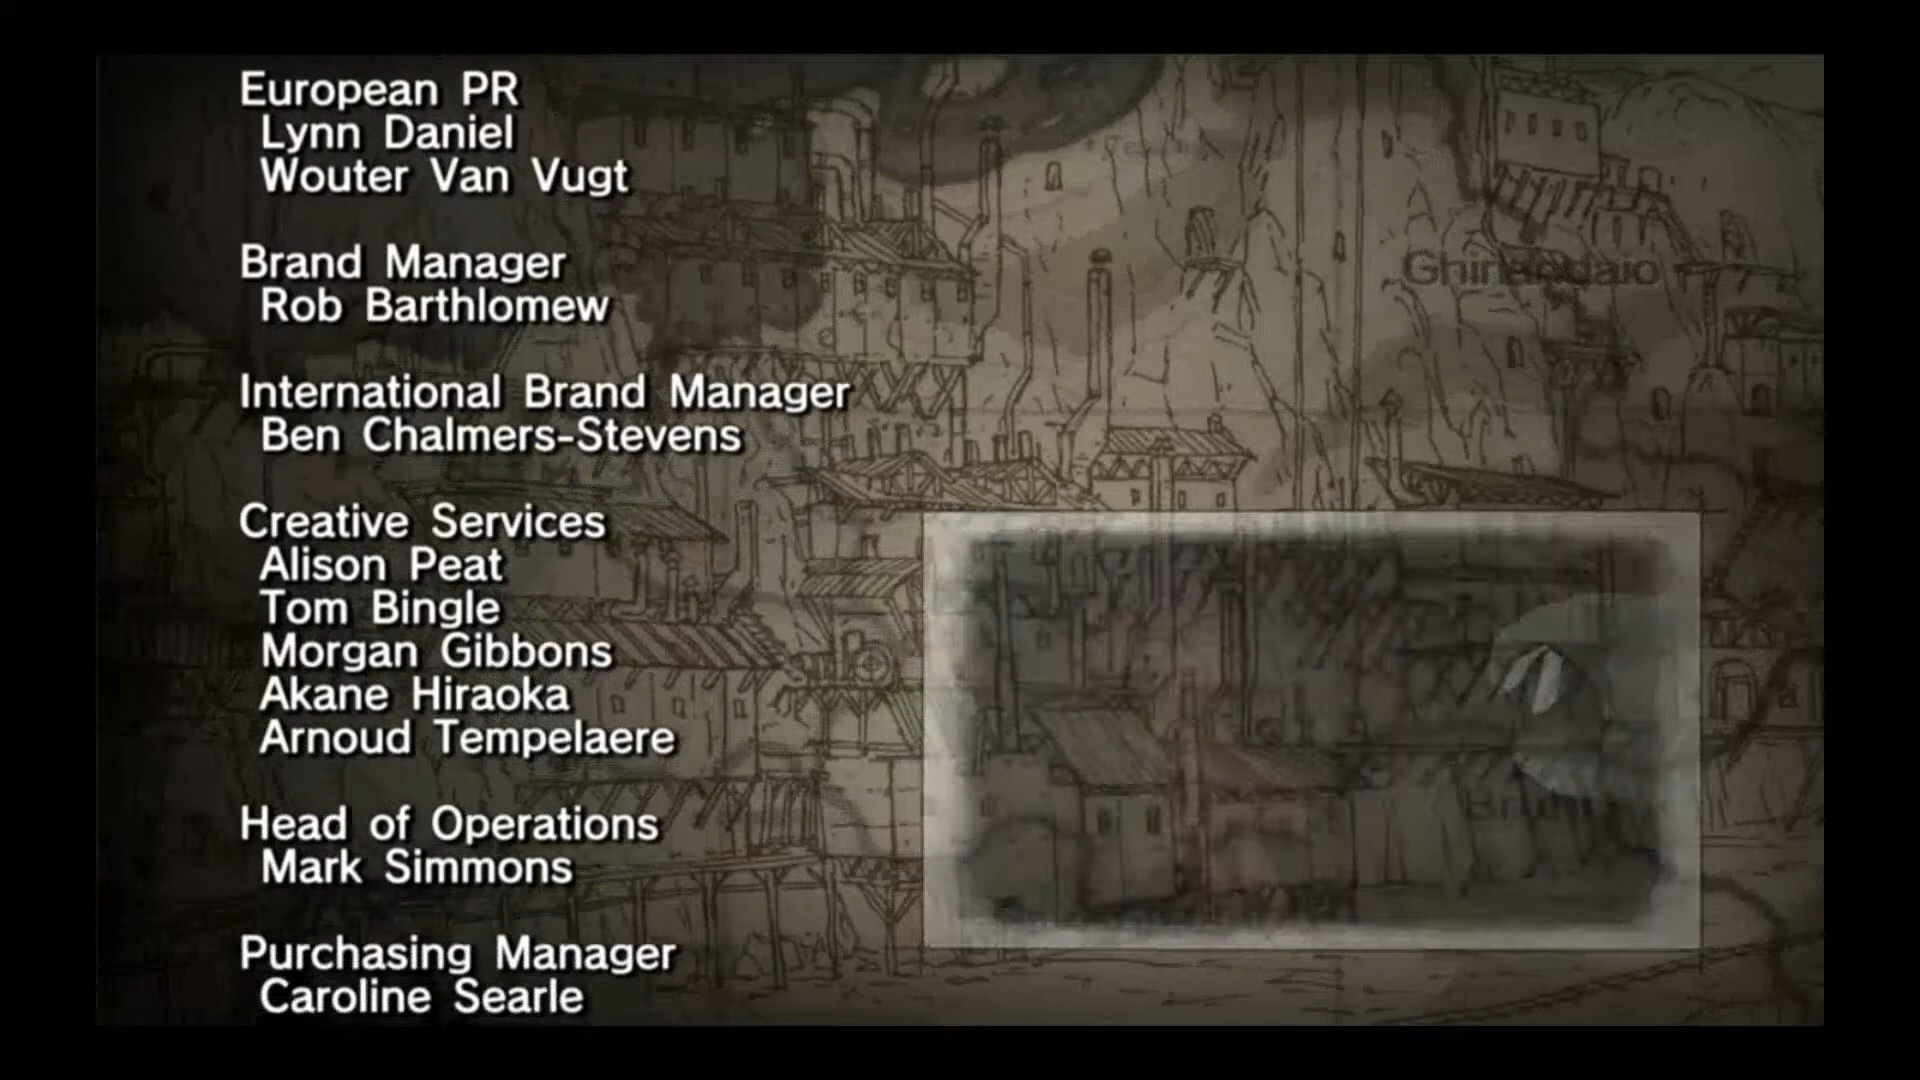 European PR
Lynn Daniel
Wouter Van Vugt
Brand Manager
Rob Barthlomew
International Brand Manager
Ben Chalmers-Stevens
Creative Services
Alison Peat
Tom Bingle
Morgan Gibbons
Akane Hiraoka
Arnoud Tempelaere
Head of Operations
Mark Simmons
Purchasing Manager
Caroline Searle